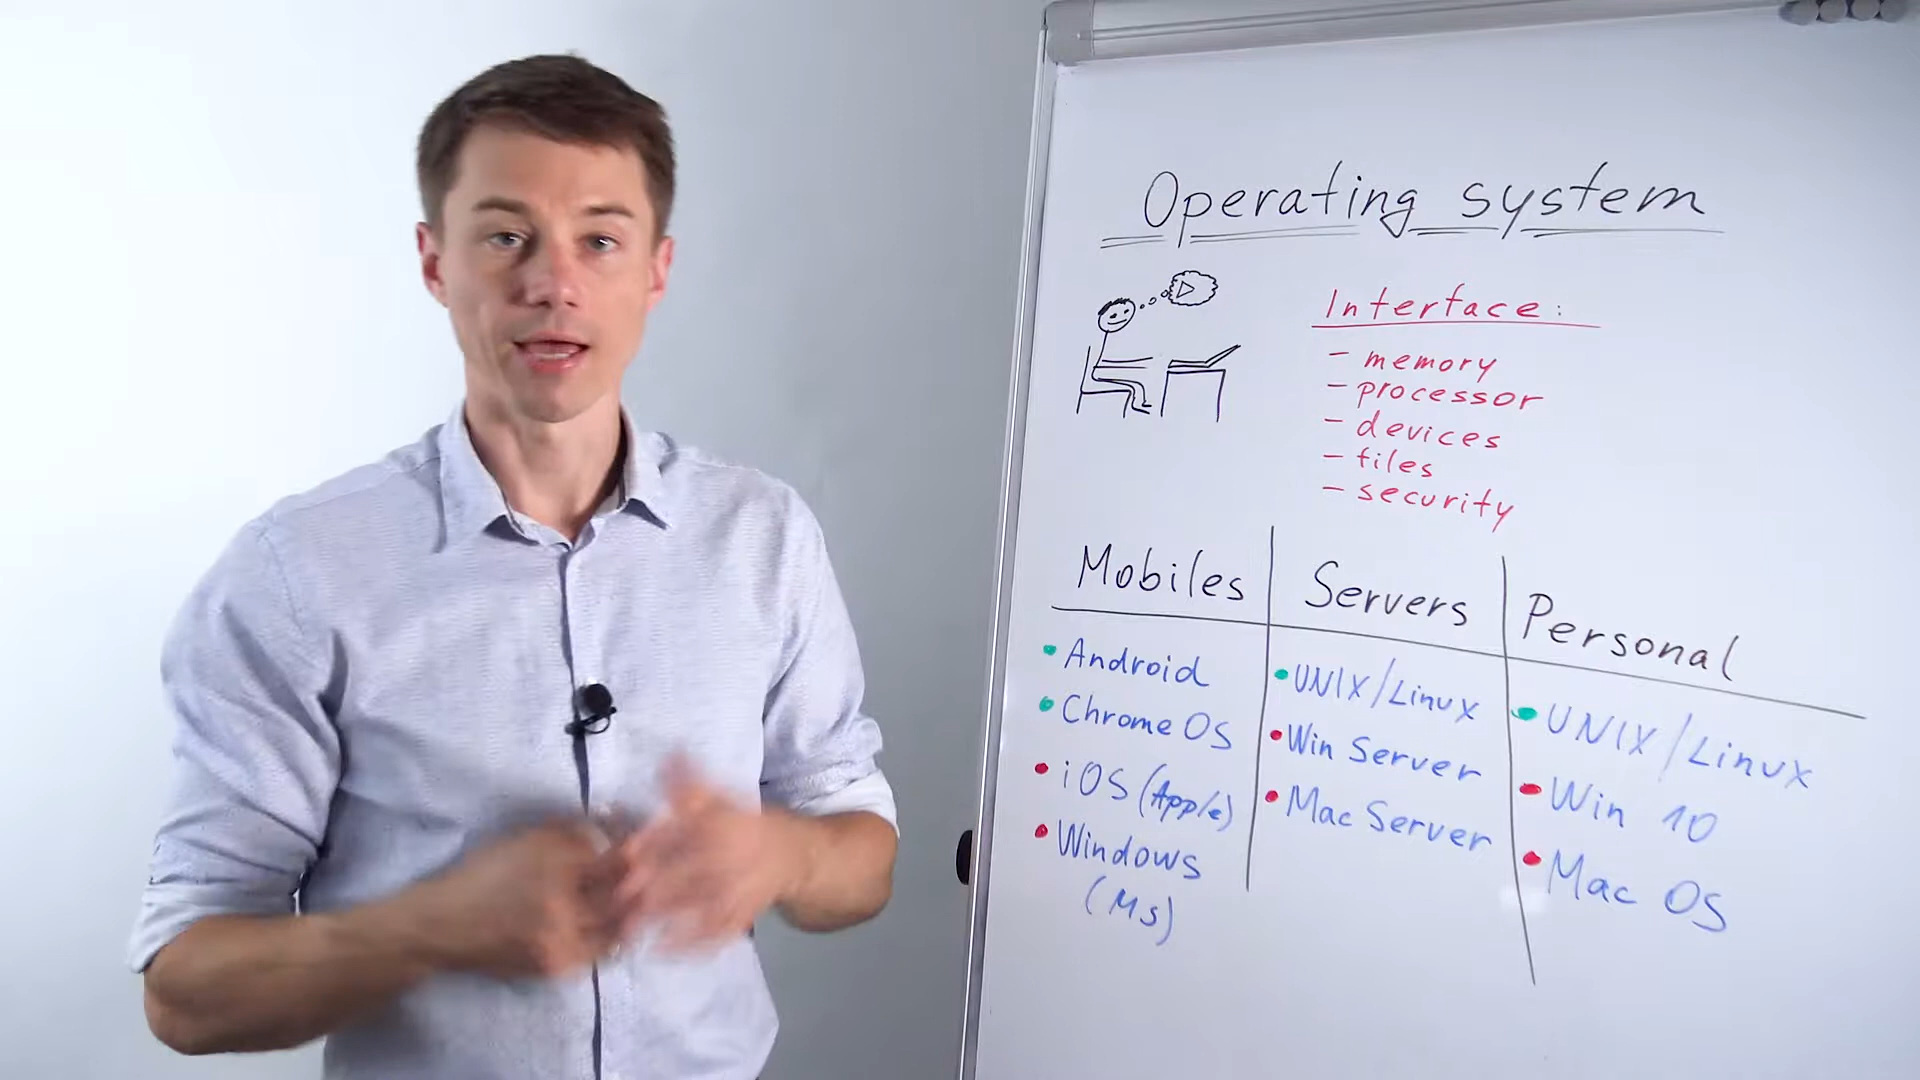 Operating system
Interface:
- memory
- processor
- devices
- files
- security
Mobiles
• Android
• Chrome OS
• iOS (Apple)
• Windows
(Ms)
Servers
• UNIX/Linux
• Win Server
• Mac Server
Personal
• UNIX/Linux
• Win 10
• Mac OS